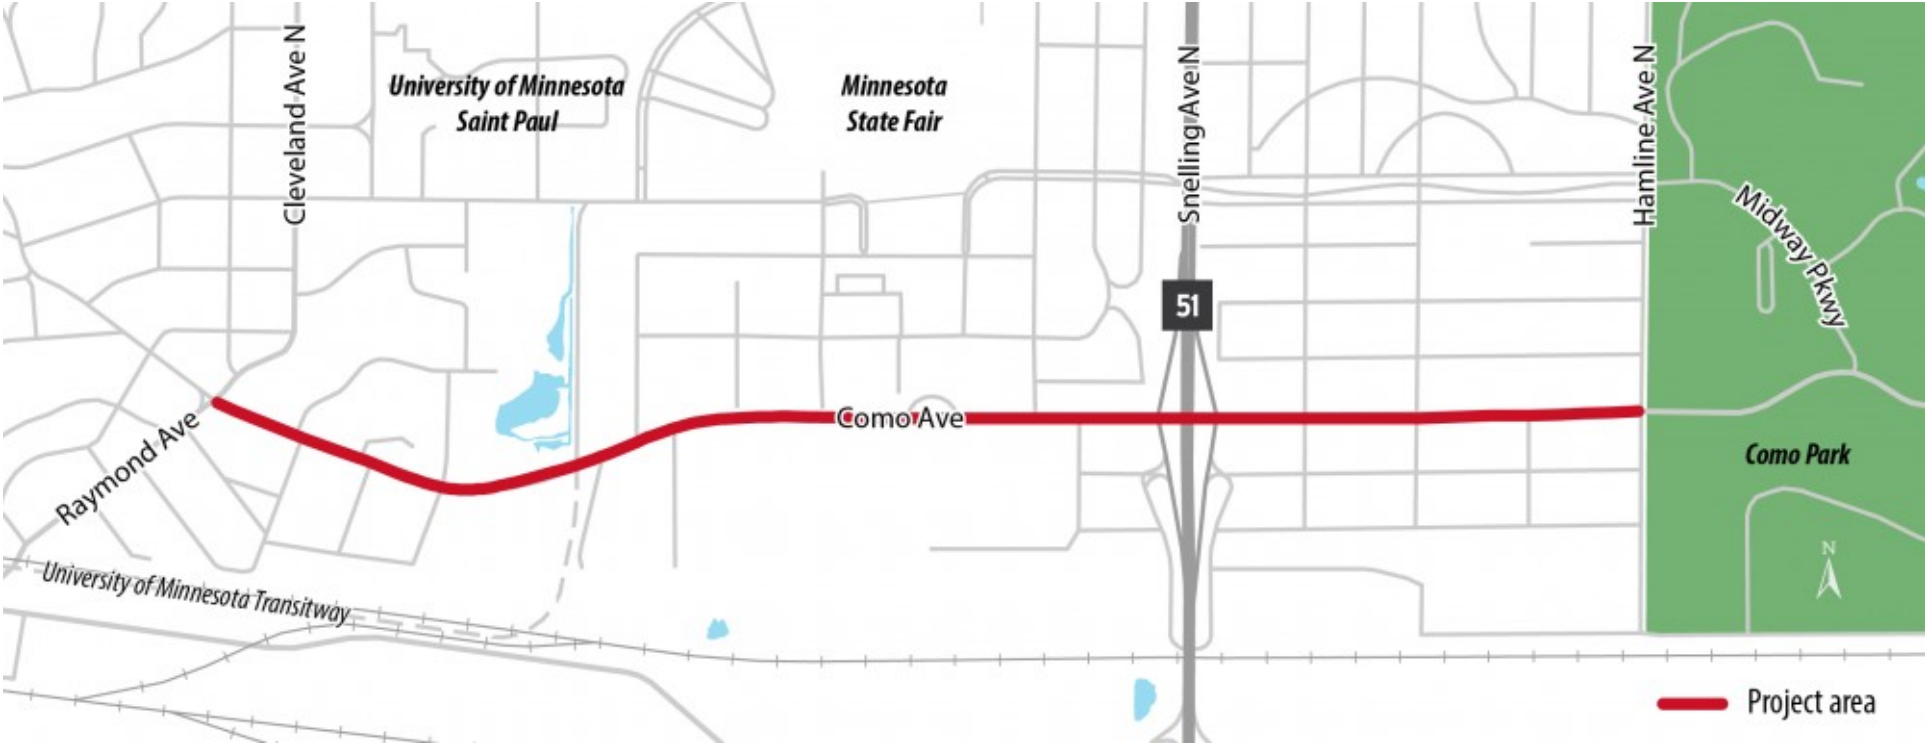 Cleveland Ave N
University of Minnesota
Saint Paul
Minnesota
State Fair
Snelling Ave N
Hamline Ave N
Midway Pkwy
51
Raymond Ave
Como Ave
Como Park
N
University of Minnesota Transitway
Project area